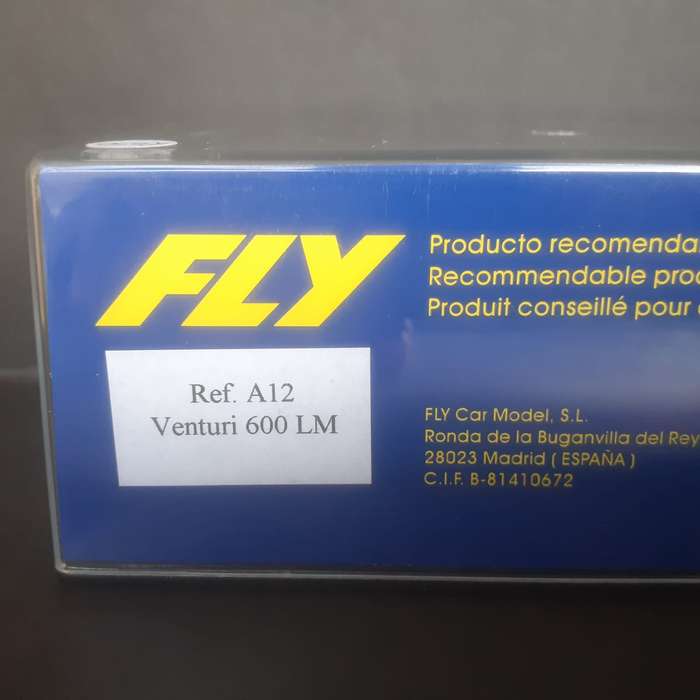 FLY
Producto recomenda
Recommendable pro
Produit conseillé pour
Ref. A12
Venturi 600 LM
FLY Car Model, S.L.
Ronda de la Buganvilla del Rey
28023 Madrid ( ESPAÑA )
C.I.F. B-81410672